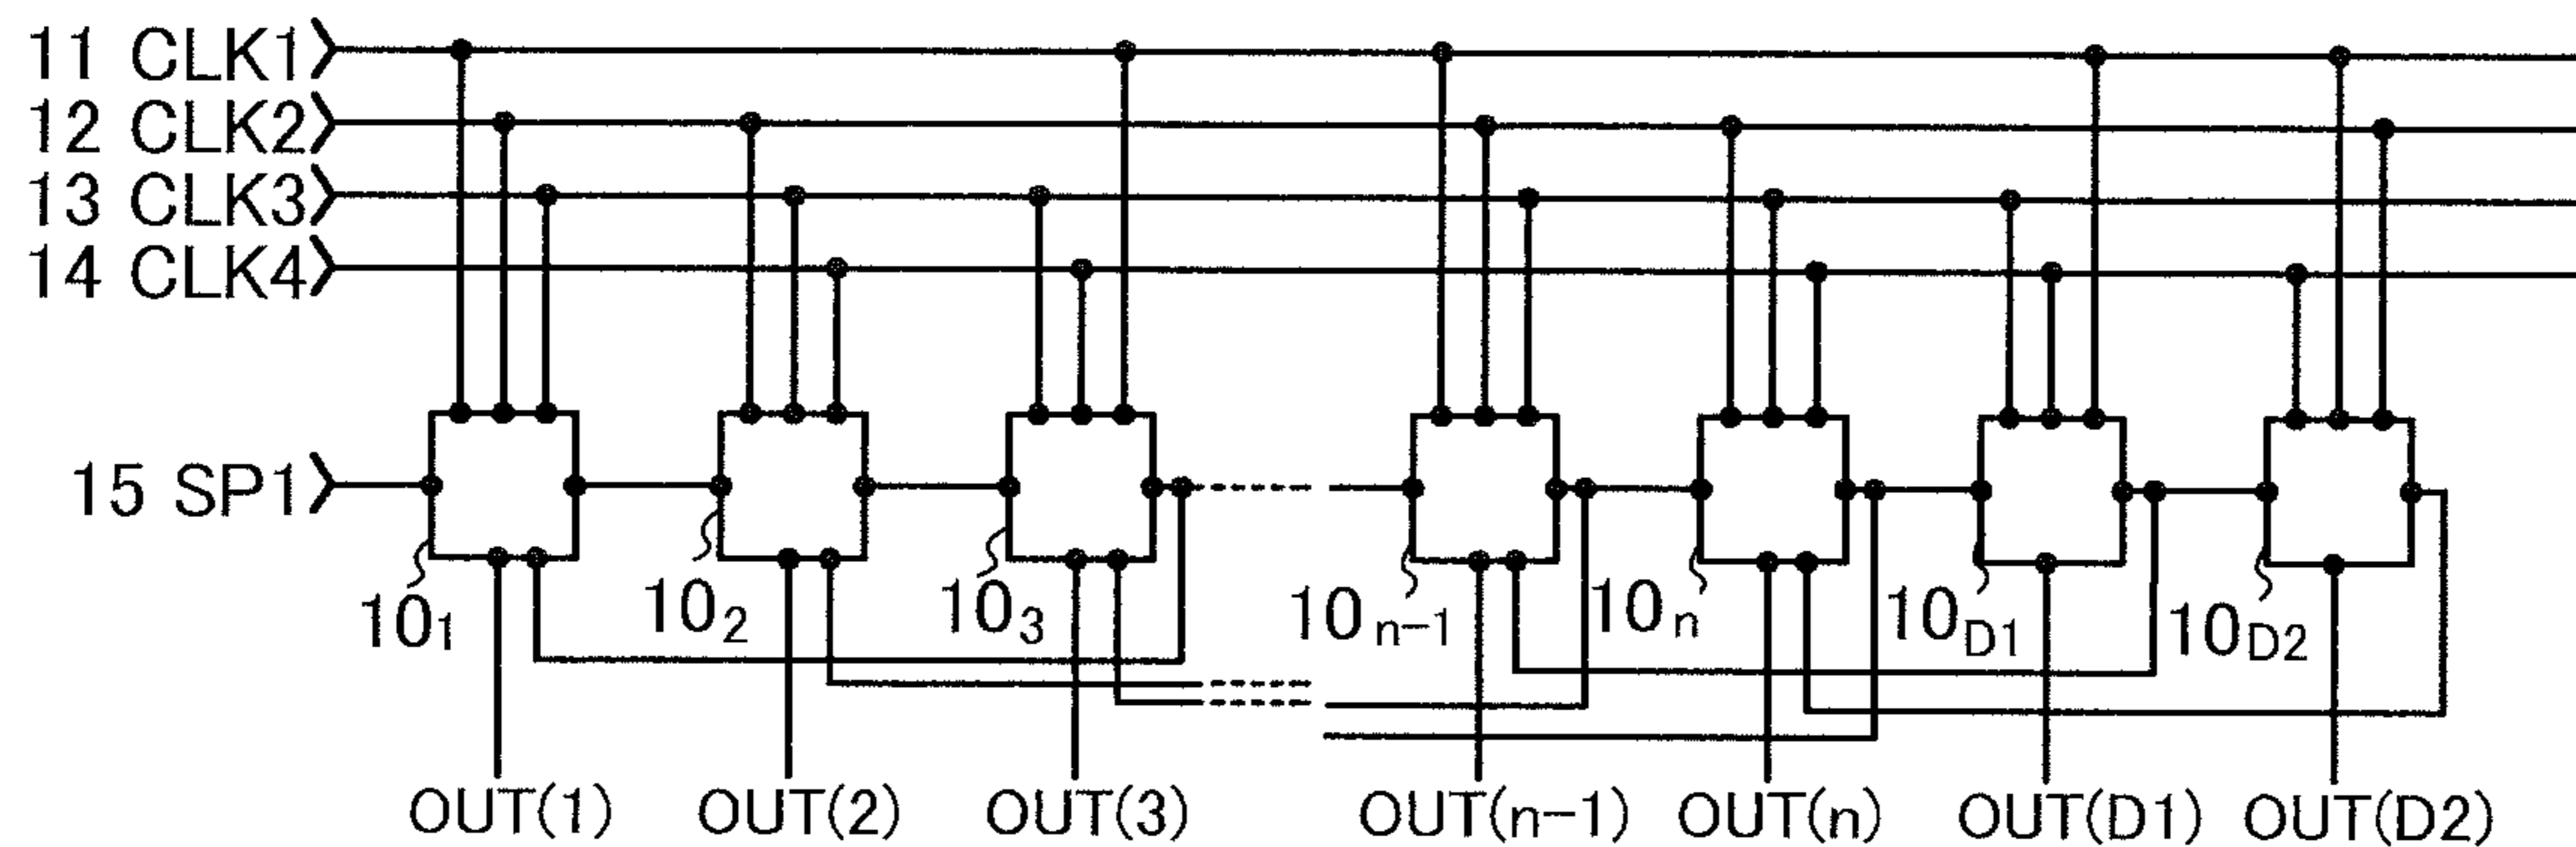 11 CLK1
12 CLK2
13 CLK3
14 CLK4
15 SP1
10₁ 10₂ 10₃ 10ₙ₋₁ 10ₙ 10D1 10D2
OUT(1) OUT(2) OUT(3) OUT(n-1) OUT(n) OUT(D1) OUT(D2)